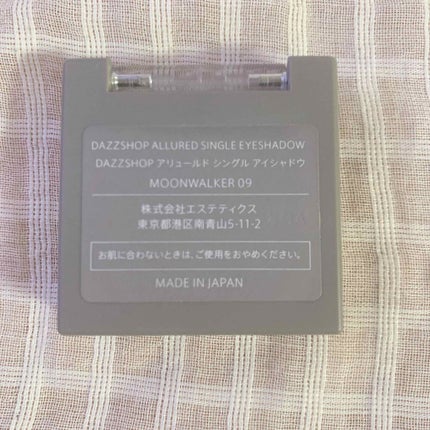 DAZZSHOP ALLURED SINGLE EYESHADOW
DAZZSHOP アリュールド シングル アイシャドウ
MOONWALKER 09
株式会社エステティクス
東京都港区南青山5-11-2
お肌に合わないときは、ご使用をおやめください。
MADE IN JAPAN